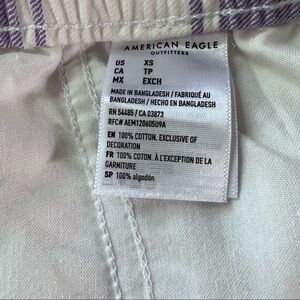 AMERICAN EAGLE
OUTFITTERS
US XS
CA TP
MX EXCH
MADE IN BANGLADESH / FABRIQUÉ AU
BANGLADESH / HECHO EN BANGLADESH
RN 54485 / CA 03873
RFC# AEM120605U9A
EN 100% COTTON. EXCLUSIVE OF
DECORATION
FR 100% COTON. À L'EXCEPTION DE LA
GARNITURE
SP 100% algodón